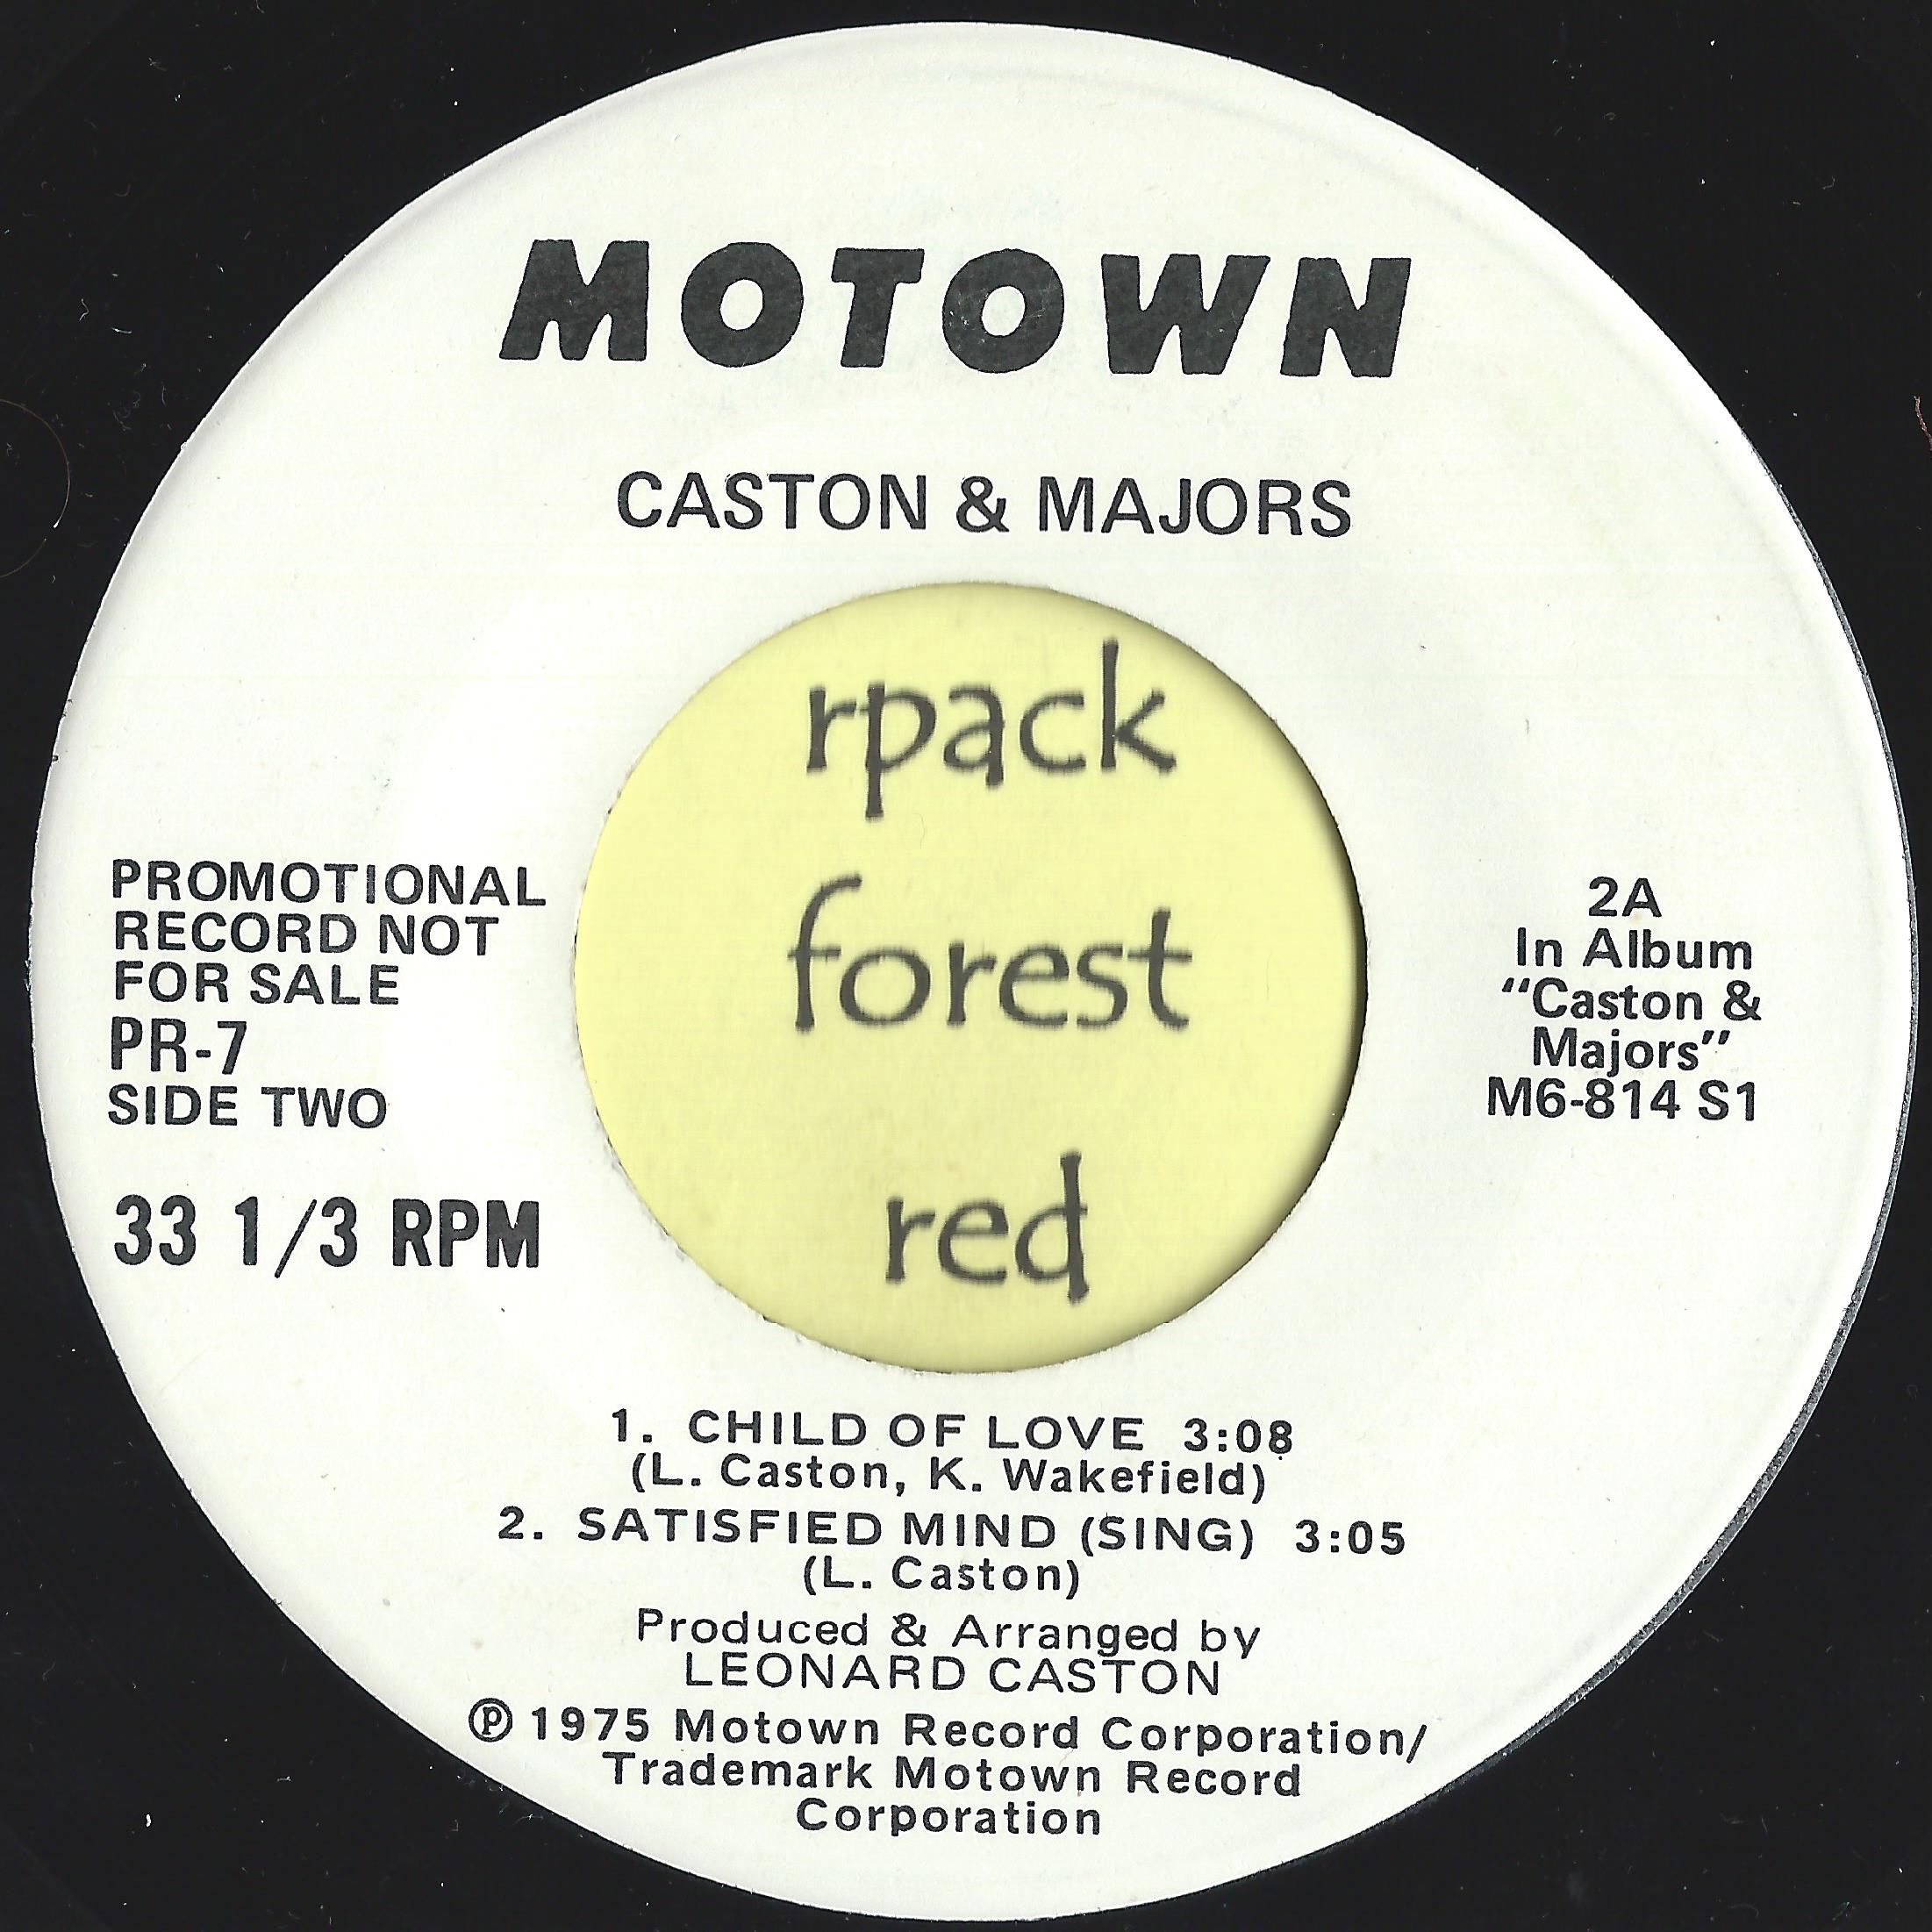 MOTOWN
CASTON & MAJORS
rpack
forest
red
PROMOTIONAL
RECORD NOT
FOR SALE
PR-7
SIDE TWO
33 1/3 RPM
2A
In Album
"Caston &
Majors"
M6-814 S1
1. CHILD OF LOVE 3:08
(L. Caston, K. Wakefield)
2. SATISFIED MIND (SING) 3:05
(L. Caston)
Produced & Arranged by
LEONARD CASTON
℗ 1975 Motown Record Corporation/
Trademark Motown Record
Corporation